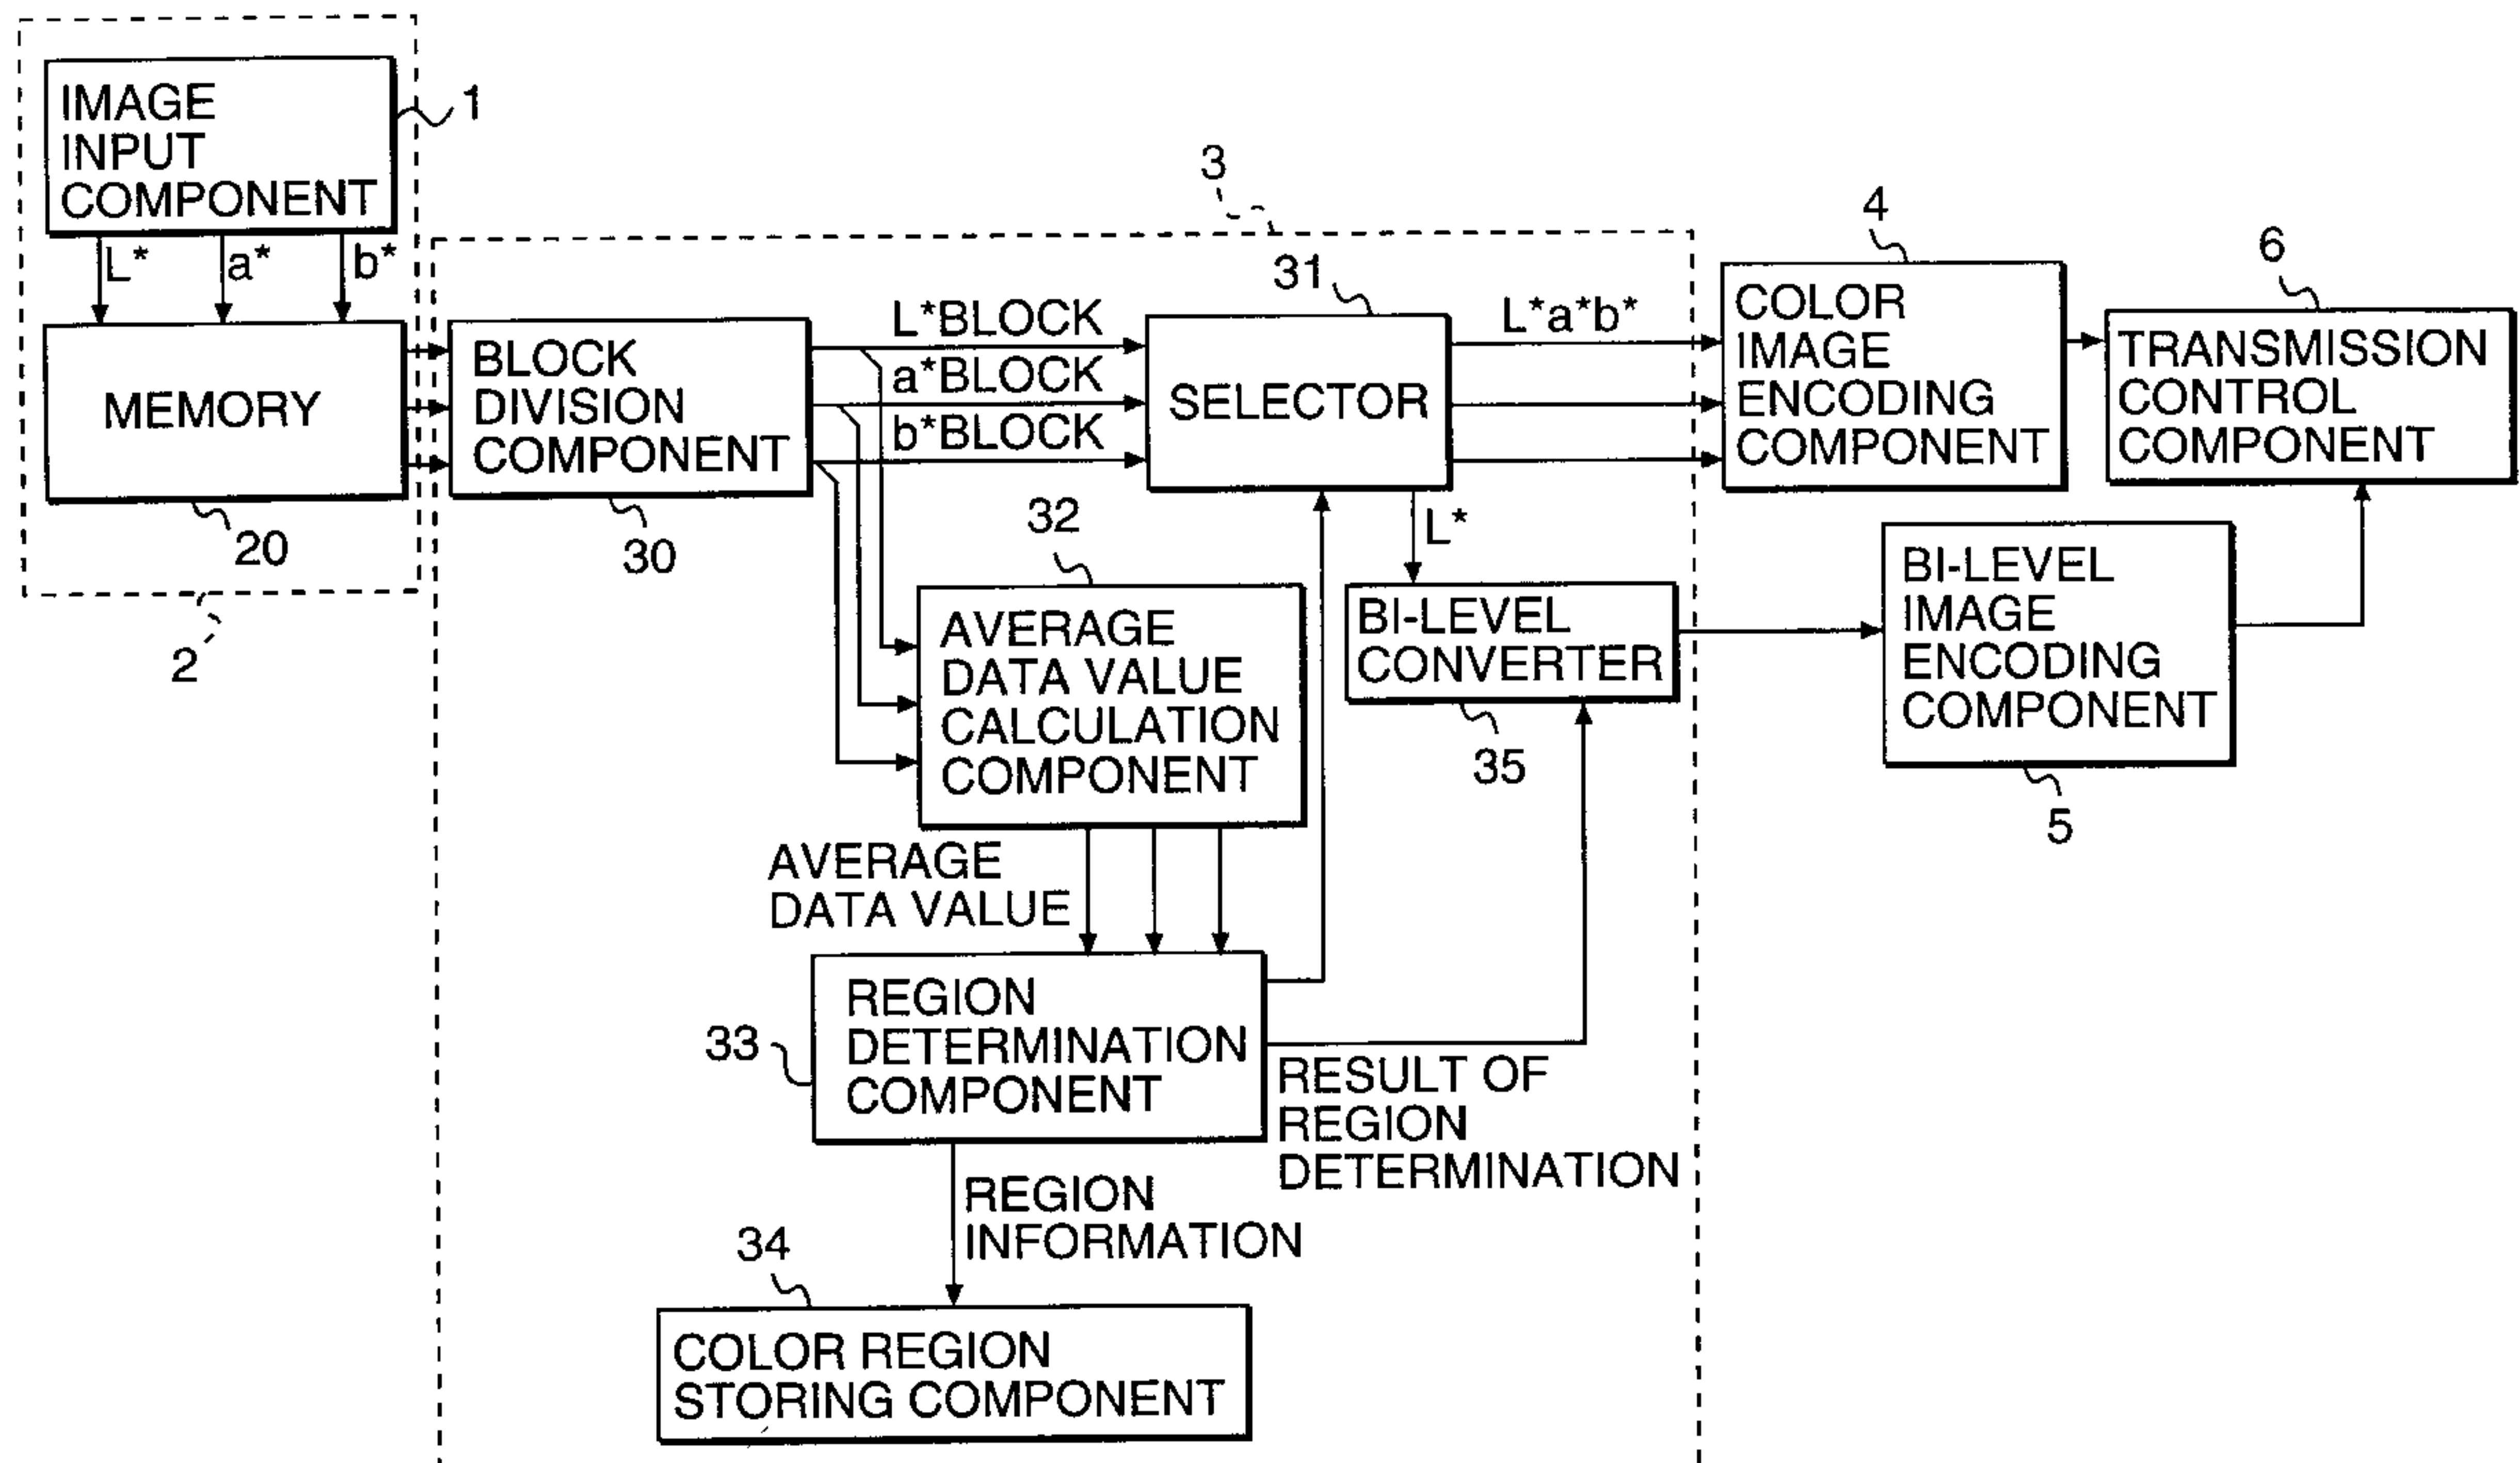 IMAGE
INPUT
COMPONENT
1
L*
a*
b*
MEMORY
20
2
3
BLOCK
DIVISION
COMPONENT
30
L*BLOCK
a*BLOCK
b*BLOCK
31
SELECTOR
L*a*b*
L*
4
COLOR
IMAGE
ENCODING
COMPONENT
6
TRANSMISSION
CONTROL
COMPONENT
32
AVERAGE
DATA VALUE
CALCULATION
COMPONENT
BI-LEVEL
CONVERTER
35
BI-LEVEL
IMAGE
ENCODING
COMPONENT
5
AVERAGE
DATA VALUE
33
REGION
DETERMINATION
COMPONENT
RESULT OF
REGION
DETERMINATION
REGION
INFORMATION
34
COLOR REGION
STORING COMPONENT